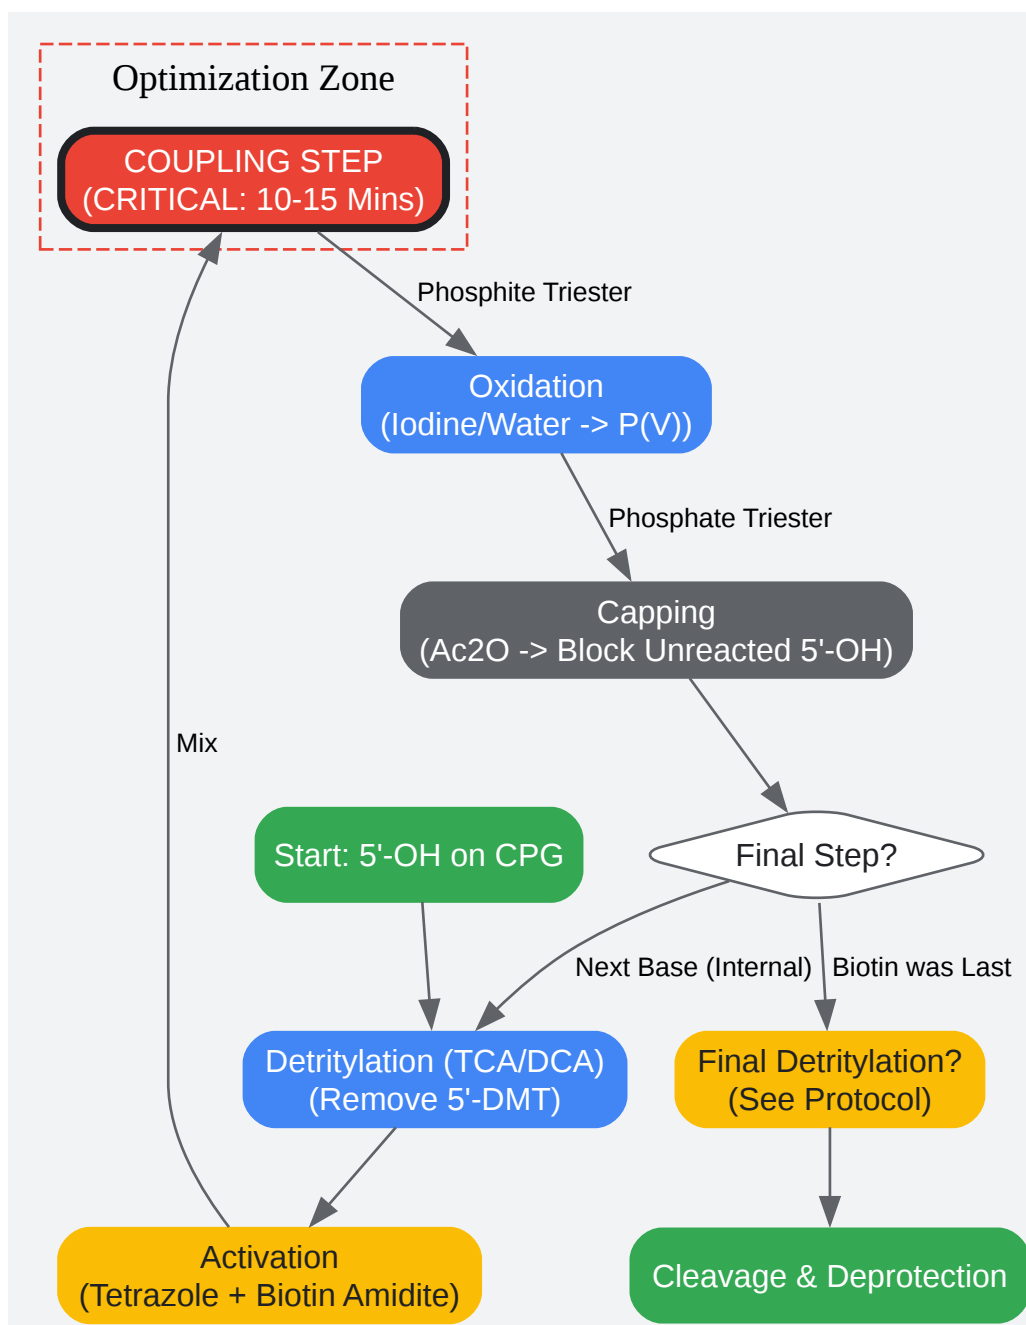 Optimization Zone
COUPLING STEP
(CRITICAL: 10-15 Mins)
Phosphite Triester
Oxidation
(Iodine/Water -> P(V))
Phosphate Triester
Capping
(Ac2O -> Block Unreacted 5'-OH)
Mix
Start: 5'-OH on CPG
Final Step?
Next Base (Internal)
Biotin was Last
Detritylation (TCA/DCA)
(Remove 5'-DMT)
Final Detritylation?
(See Protocol)
Activation
(Tetrazole + Biotin Amidite)
Cleavage & Deprotection